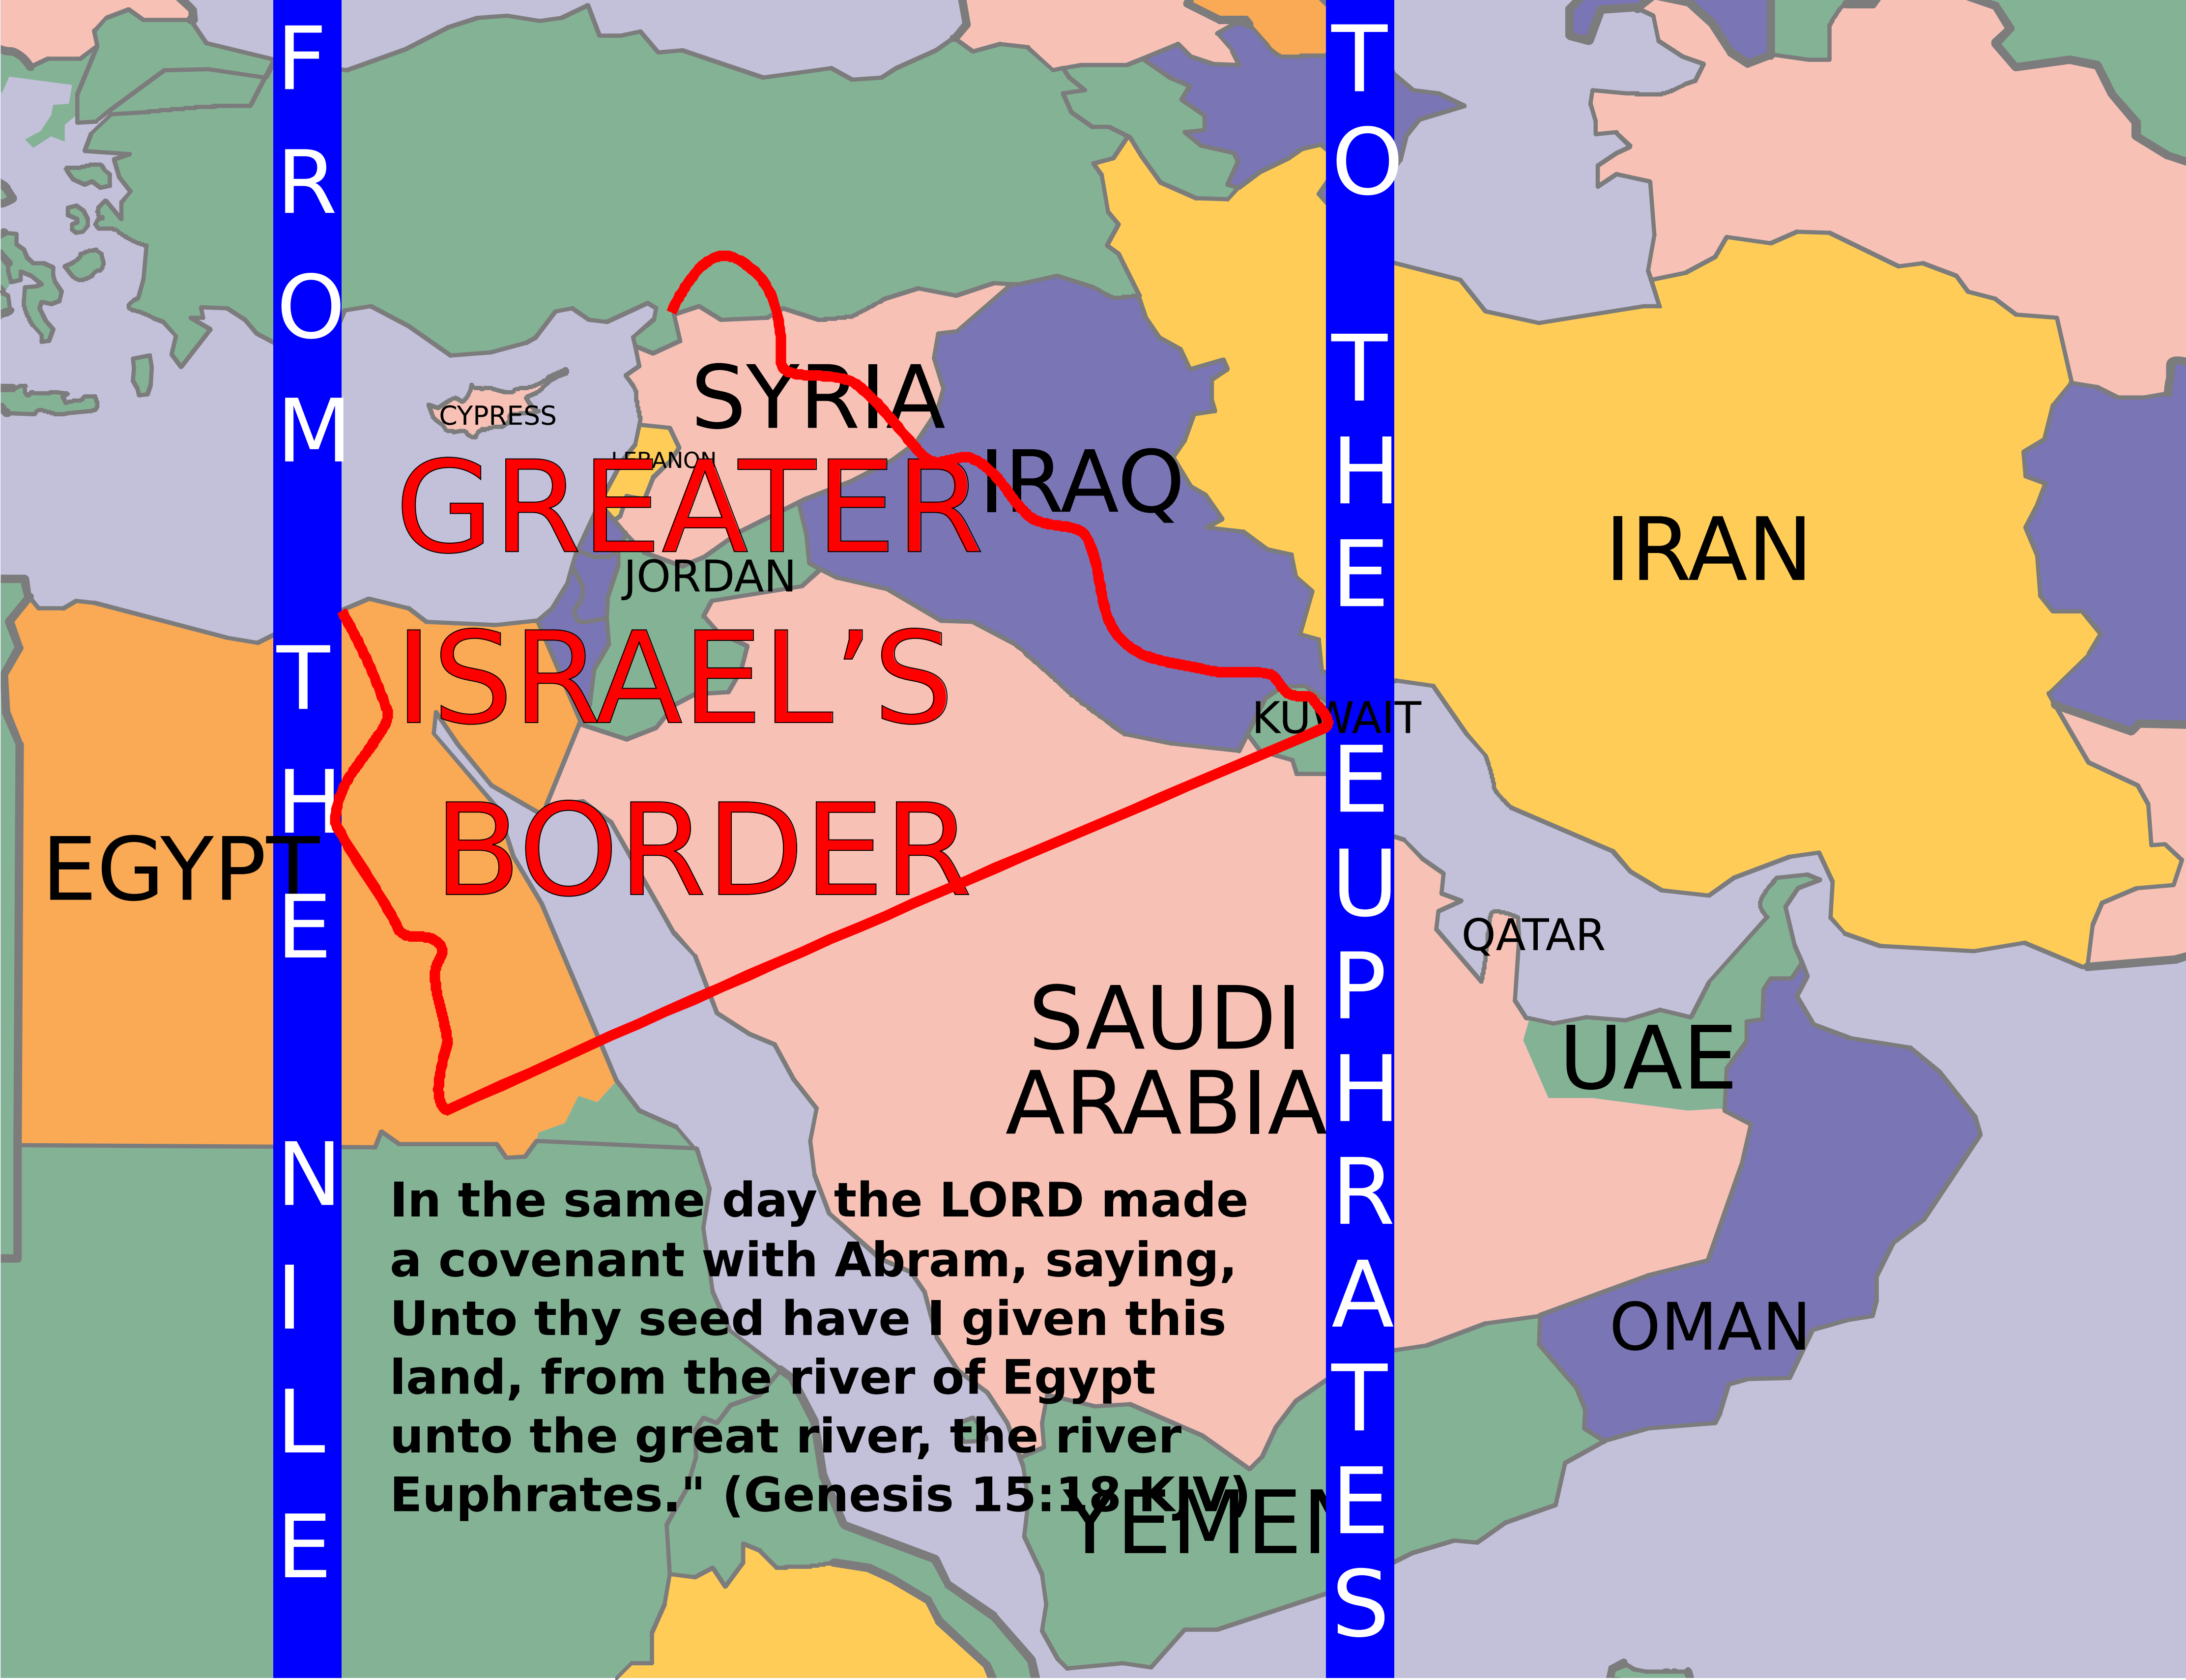 FROM THE NILE
TO THE EUPHRATES
SYRIA
CYPRESS
LEBANON
IRAQ
GREATER
IRAN
JORDAN
ISRAEL’S
KUWAIT
BORDER
EGYPT
QATAR
SAUDI
ARABIA
UAE
In the same day the LORD made
a covenant with Abram, saying,
Unto thy seed have I given this
land, from the river of Egypt
unto the great river, the river
Euphrates." (Genesis 15:18 KJV)
OMAN
YEMEN